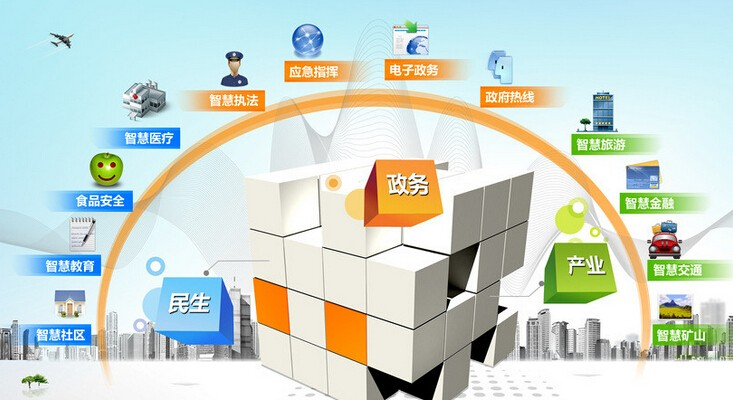 应急指挥
电子政务
智慧执法
政府热线
智慧医疗
智慧旅游
食品安全
智慧金融
智慧教育
智慧交通
智慧社区
智慧矿山
政务
民生
产业
HOTEL